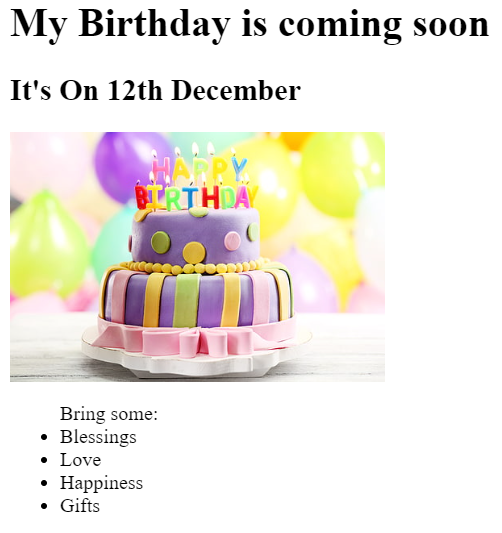 My Birthday is coming soon
It's On 12th December
HAPPY
BIRTHDAY
Bring some:
Blessings
Love
Happiness
Gifts